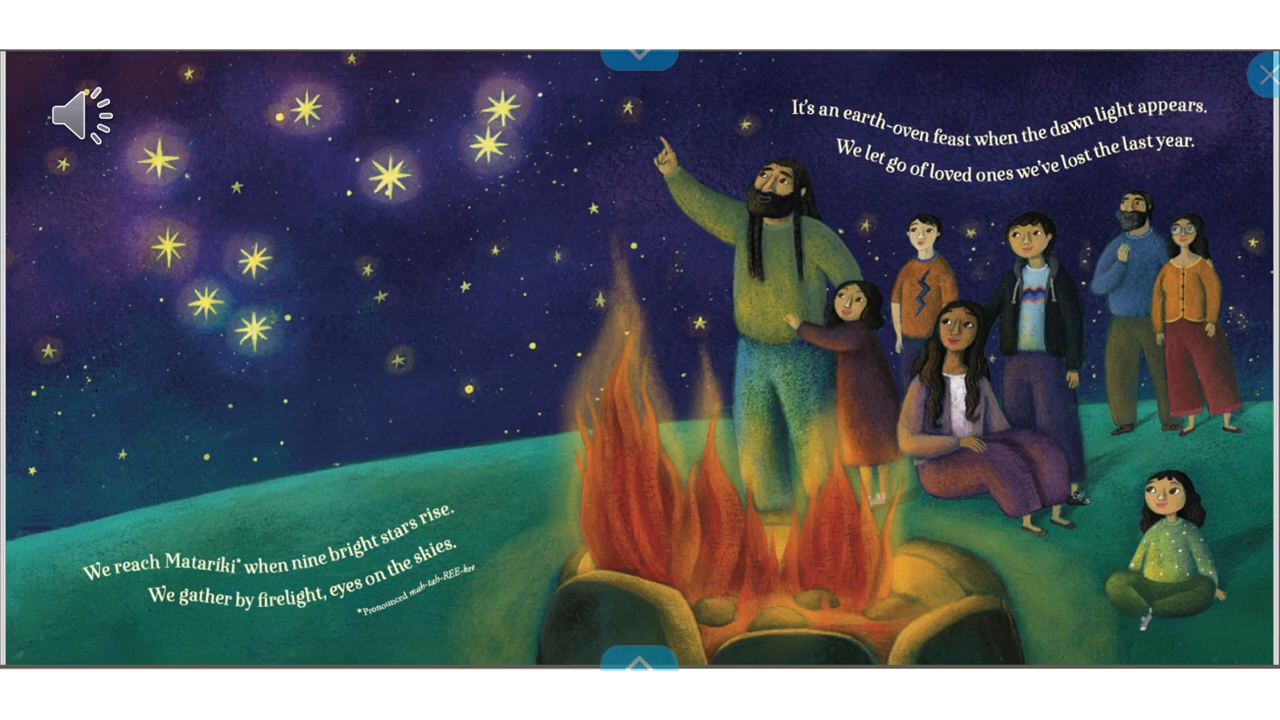 We reach Matariki* when nine bright stars rise.
We gather by firelight, eyes on the skies.
*Pronounced mah-tah-REE-kee
It's an earth-oven feast when the dawn light appears.
We let go of loved ones we've lost the last year.